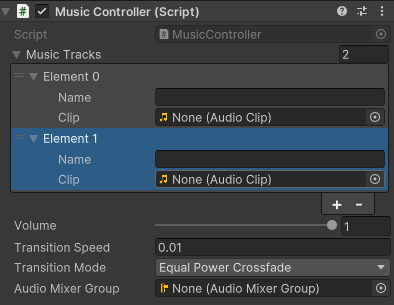 Music Controller (Script)
Script MusicController
Music Tracks 2
Element 0
Name
Clip None (Audio Clip)
Element 1
Name
Clip None (Audio Clip)
+ -
Volume 1
Transition Speed 0.01
Transition Mode Equal Power Crossfade
Audio Mixer Group None (Audio Mixer Group)